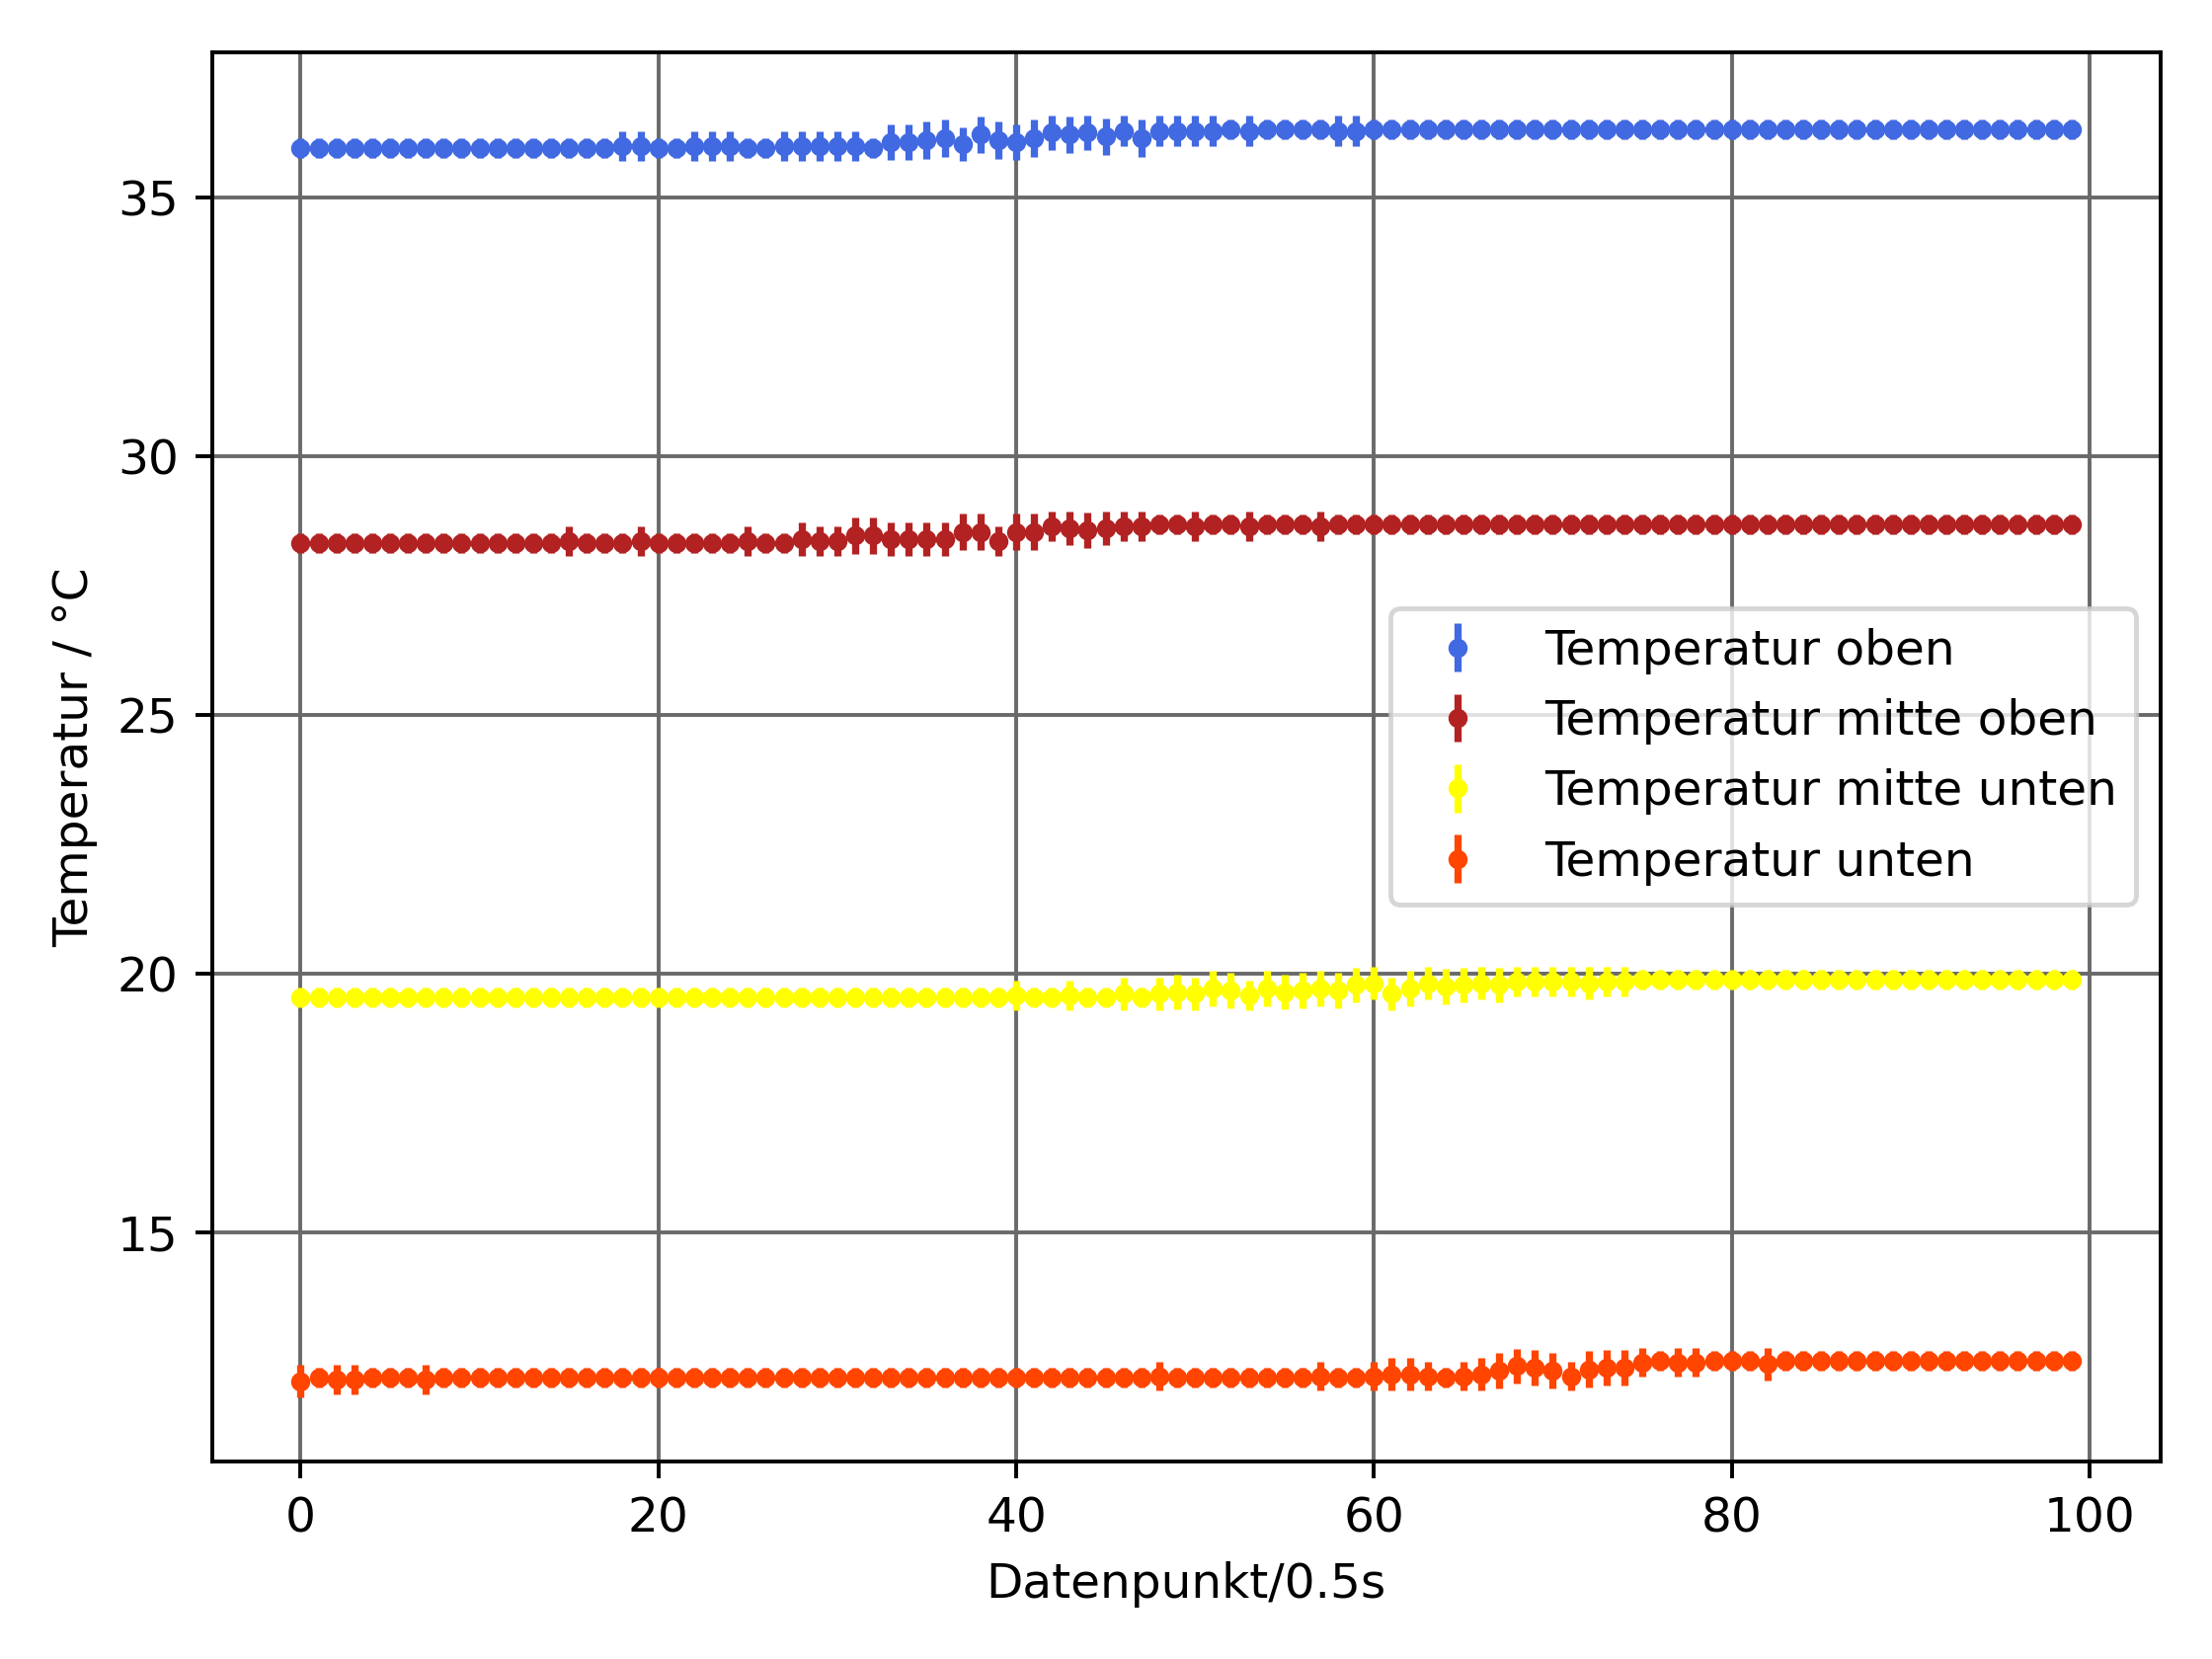 35
30
25
20
15
Temperatur / °C
Temperatur oben
Temperatur mitte oben
Temperatur mitte unten
Temperatur unten
0 20 40 60 80 100
Datenpunkt/0.5s